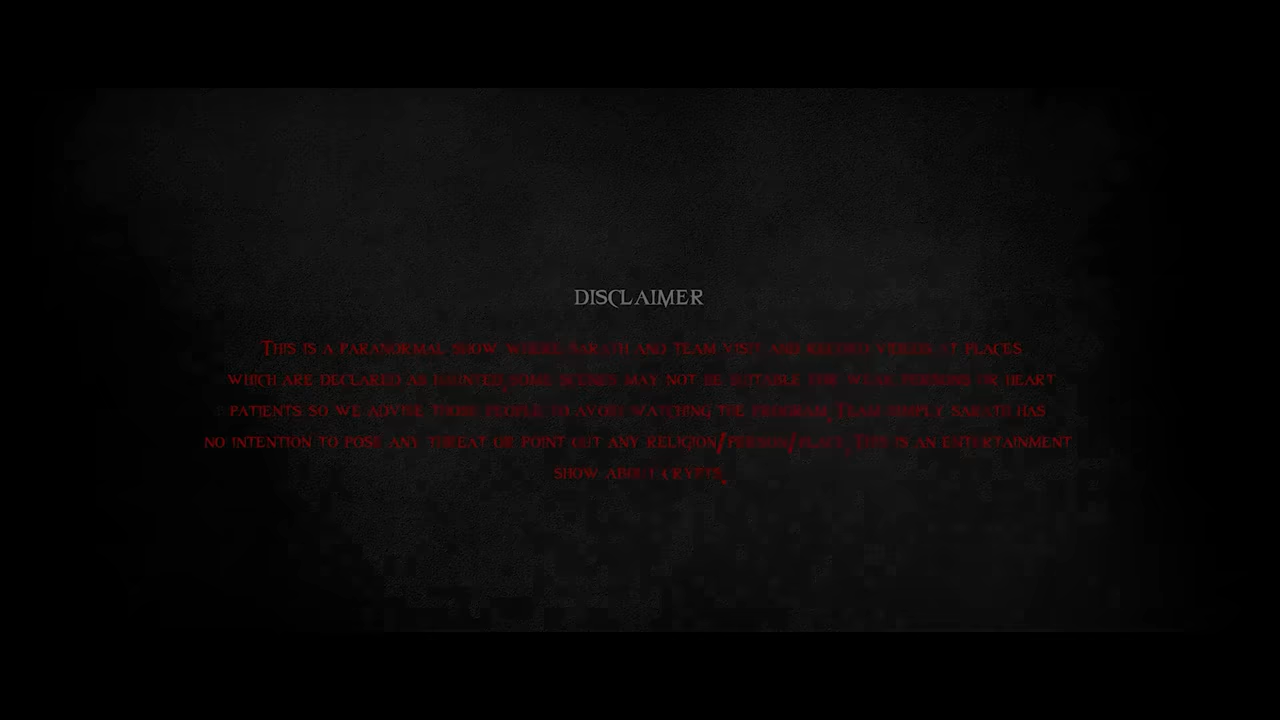 DISCLAIMER
THIS IS A PARANORMAL SHOW WHERE SARATH AND TEAM VISIT AND RECORD VIDEOS AT PLACES
WHICH ARE DECLARED AS HAUNTED, SOME SCENES MAY NOT BE SUITABLE FOR WEAK PERSONS OR HEART
PATIENTS SO WE ADVISE THOSE PEOPLE TO AVOID WATCHING THE PROGRAM, TEAM SIMPLY SARATH HAS
NO INTENTION TO POSE ANY THREAT OR POINT OUT ANY RELIGION/PERSON/PLACE, THIS IS AN ENTERTAINMENT
SHOW ABOUT